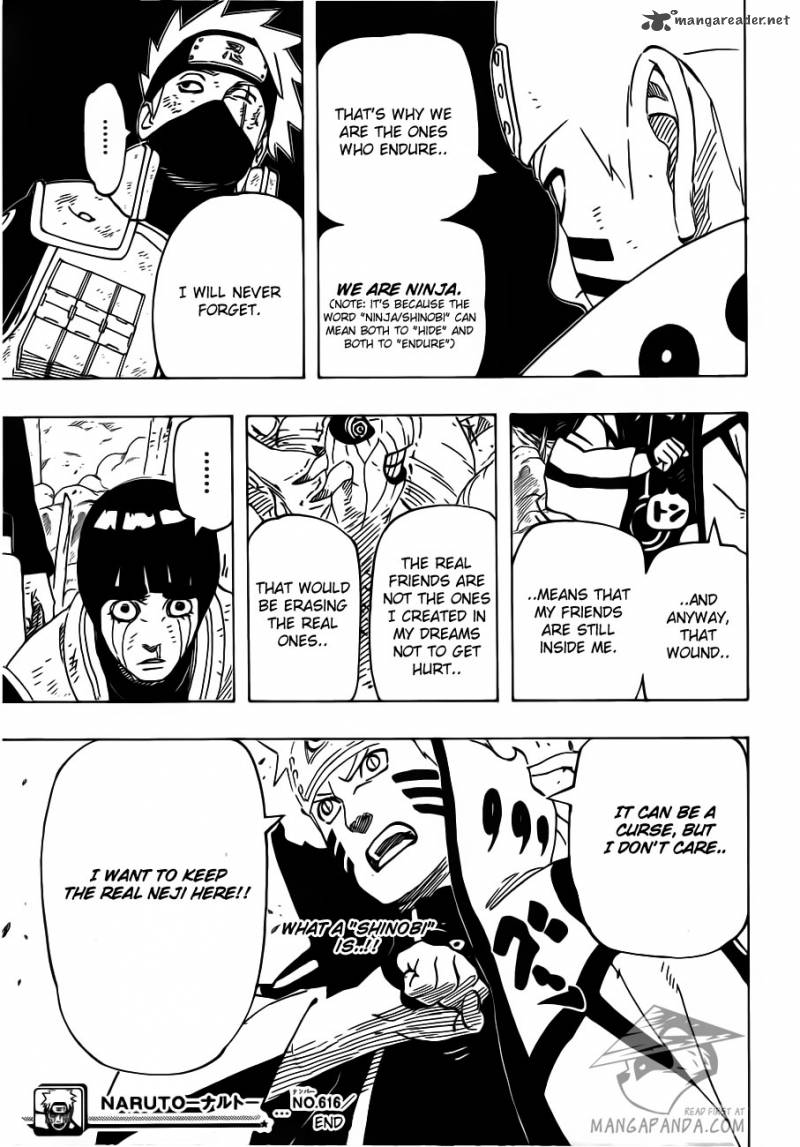 mangareader.net
THAT'S WHY WE
ARE THE ONES
WHO ENDURE..
WE ARE NINJA.
(NOTE: IT'S BECAUSE THE
WORD "NINJA/SHINOBI" CAN
MEAN BOTH TO "HIDE" AND
BOTH TO "ENDURE")
忍
......
I WILL NEVER
FORGET.
トン
..AND
ANYWAY,
THAT
WOUND..
..MEANS THAT
MY FRIENDS
ARE STILL
INSIDE ME.
THE REAL
FRIENDS ARE
NOT THE ONES
I CREATED IN
MY DREAMS
NOT TO GET
HURT..
THAT WOULD
BE ERASING
THE REAL
ONES..
......
IT CAN BE A
CURSE, BUT
I DON'T CARE..
I WANT TO KEEP
THE REAL NEJI HERE!!
WHAT A "SHINOBI"
IS..!!
グー
NARUTO–ナルト– ... NO.616/
ナンバー
END
READ FIRST AT
MANGAPANDA.COM